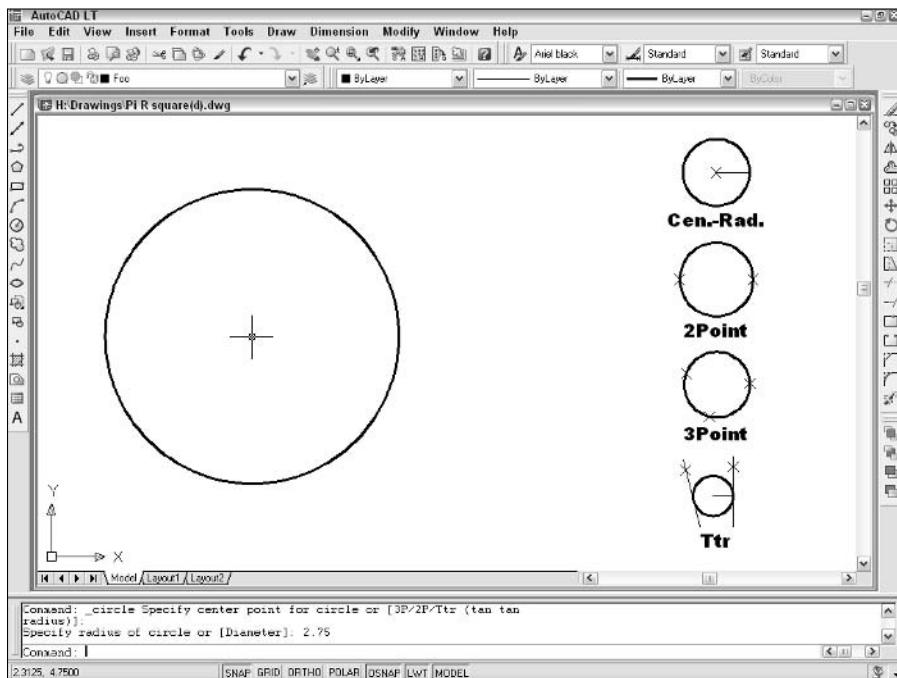 AutoCAD LT
File Edit View Insert Format Tools Draw Dimension Modify Window Help
Arial black Standard Standard
Foo ByLayer ByLayer ByLayer ByColor
H:\Drawings\Pi R square(d).dwg
Cen.-Rad.
2Point
3Point
Ttr
Y
X
A
Model Layout1 Layout2
Command: _circle Specify center point for circle or [3P/2P/Ttr (tan tan
radius)]:
Specify radius of circle or [Diameter]: 2.75
Command:
2.3125, 4.7500 SNAP GRID ORTHO POLAR OSNAP LWT MODEL